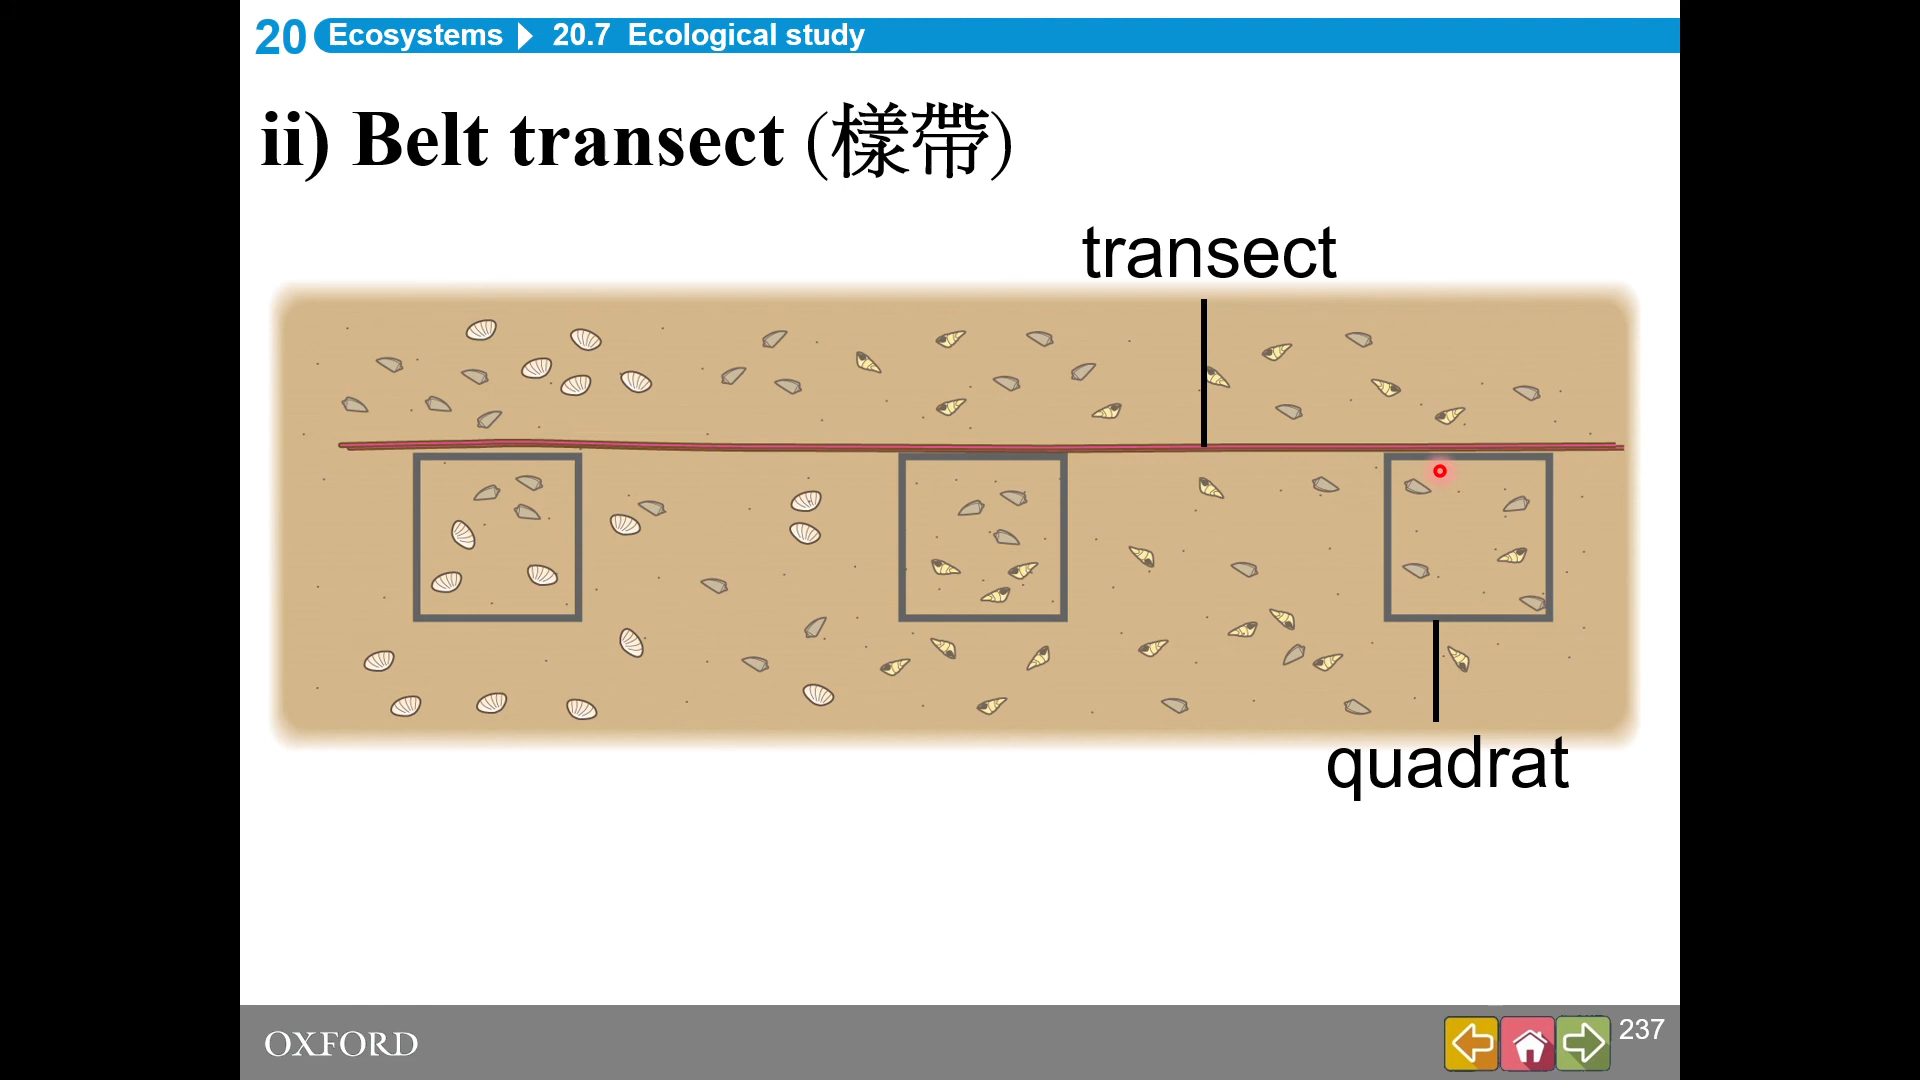 20 Ecosystems 20.7 Ecological study
ii) Belt transect (樣帶)
transect
quadrat
OXFORD
237